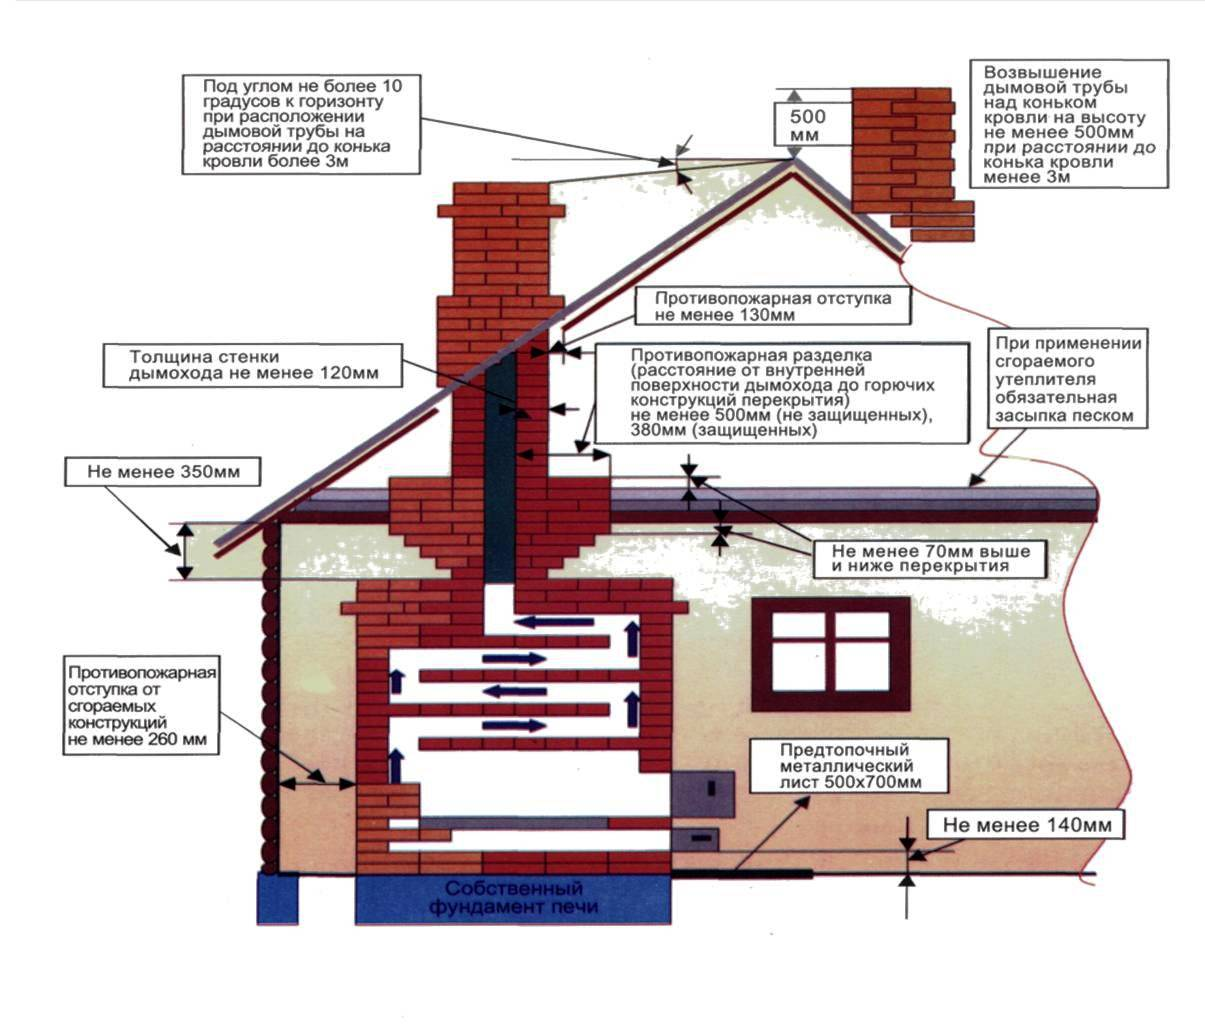 Под углом не более 10
градусов к горизонту
при расположении
дымовой трубы на
расстоянии до конька
кровли более 3м
500
мм
Возвышение
дымовой трубы
над коньком
кровли на высоту
не менее 500мм
при расстоянии до
конька кровли
менее 3м
Противопожарная отступка
не менее 130мм
Толщина стенки
дымохода не менее 120мм
Противопожарная разделка
(расстояние от внутренней
поверхности дымохода до горючих
конструкций перекрытия)
не менее 500мм (не защищенных),
380мм (защищенных)
При применении
сгораемого
утеплителя
обязательная
засыпка песком
Не менее 350мм
Не менее 70мм выше
и ниже перекрытия
Противопожарная
отступка от
сгораемых
конструкций
не менее 260 мм
Предтопочный
металлический
лист 500х700мм
Не менее 140мм
Собственный
фундамент печи